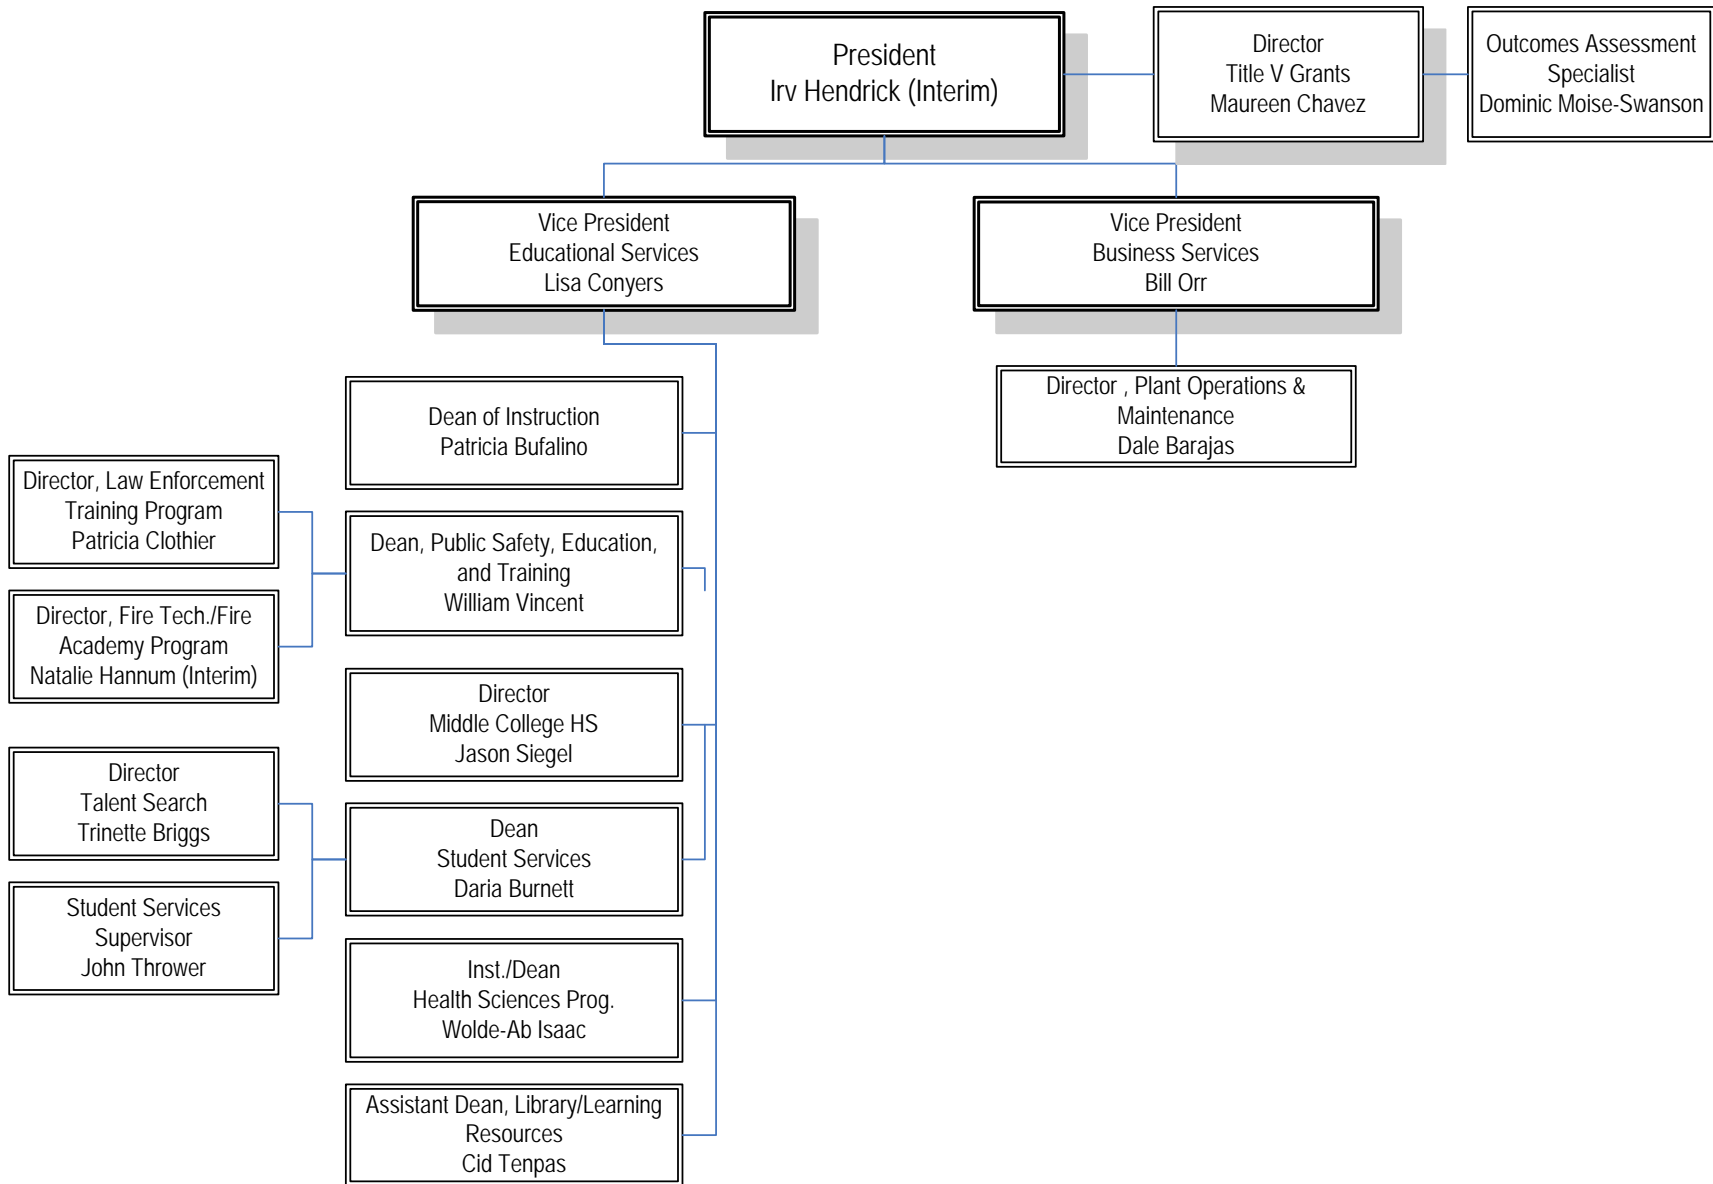 President
Irv Hendrick (Interim)
Director
Title V Grants
Maureen Chavez
Outcomes Assessment
Specialist
Dominic Moise-Swanson
Vice President
Educational Services
Lisa Conyers
Vice President
Business Services
Bill Orr
Director , Plant Operations &
Maintenance
Dale Barajas
Dean of Instruction
Patricia Bufalino
Director, Law Enforcement
Training Program
Patricia Clothier
Dean, Public Safety, Education,
and Training
William Vincent
Director, Fire Tech./Fire
Academy Program
Natalie Hannum (Interim)
Director
Middle College HS
Jason Siegel
Director
Talent Search
Trinette Briggs
Dean
Student Services
Daria Burnett
Student Services
Supervisor
John Thrower
Inst./Dean
Health Sciences Prog.
Wolde-Ab Isaac
Assistant Dean, Library/Learning
Resources
Cid Tenpas